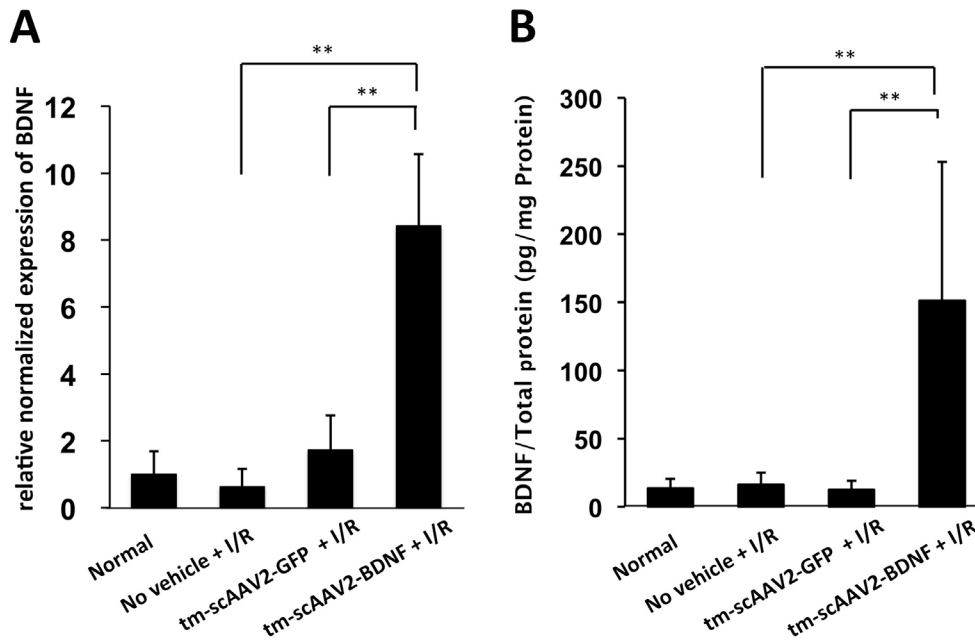 A
**
**
relative normalized expression of BDNF
12
10
8
6
4
2
0
Normal
No vehicle + I/R
tm-scAAV2-GFP + I/R
tm-scAAV2-BDNF + I/R
B
**
**
BDNF/Total protein (pg/mg Protein)
300
250
200
150
100
50
0
Normal
No vehicle + I/R
tm-scAAV2-GFP + I/R
tm-scAAV2-BDNF + I/R